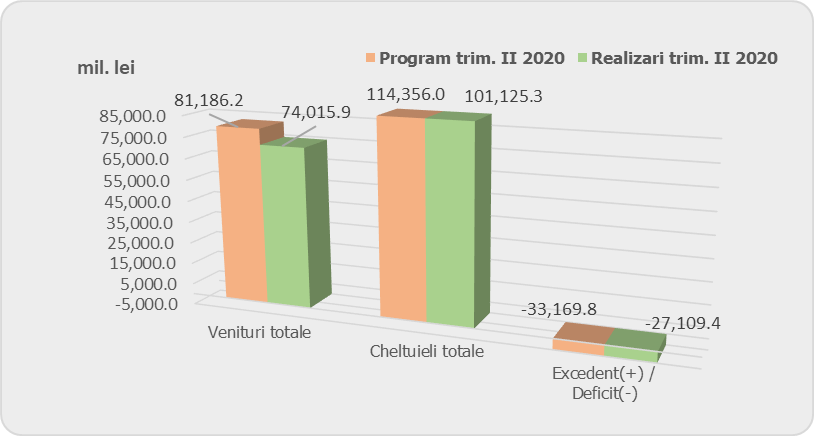 Program trim. II 2020
Realizari trim. II 2020
mil. lei
81,186.2
74,015.9
114,356.0
101,125.3
85,000.0
75,000.0
65,000.0
55,000.0
45,000.0
35,000.0
25,000.0
15,000.0
5,000.0
-5,000.0
-33,169.8
-27,109.4
Venituri totale
Cheltuieli totale
Excedent(+) /
Deficit(-)